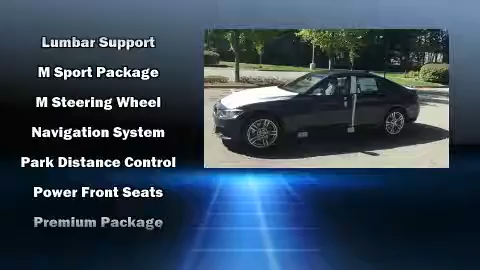 Lumbar Support
M Sport Package
M Steering Wheel
Navigation System
Park Distance Control
Power Front Seats
Premium Package